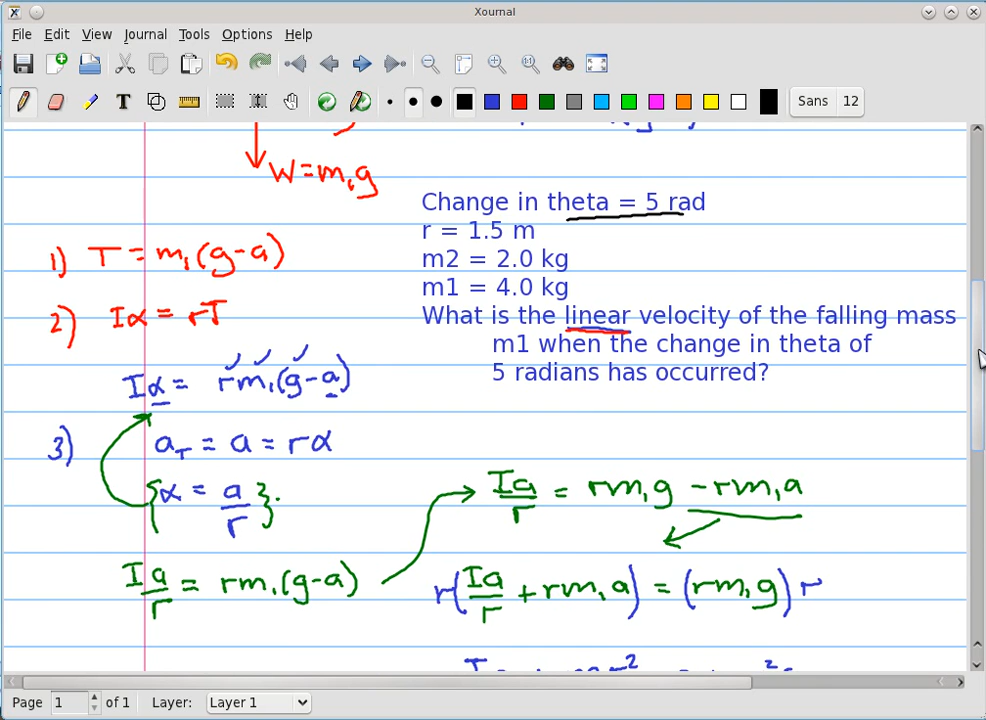 Xournal
File Edit View Journal Tools Options Help
Sans 12
W=m₁g
Change in theta = 5 rad
r = 1.5 m
m2 = 2.0 kg
m1 = 4.0 kg
What is the linear velocity of the falling mass
m1 when the change in theta of
5 radians has occurred?
1) T = m₁(g-a)
2) Iα = rT
Iα = rm₁(g-a)
3) a_T = a = rα
{α = a/r}
Ia/r = rm₁g -rm₁a
Ia/r = rm₁(g-a)
r(Ia/r + rm₁a) = (rm₁g) r
Page 1 of 1 Layer: Layer 1